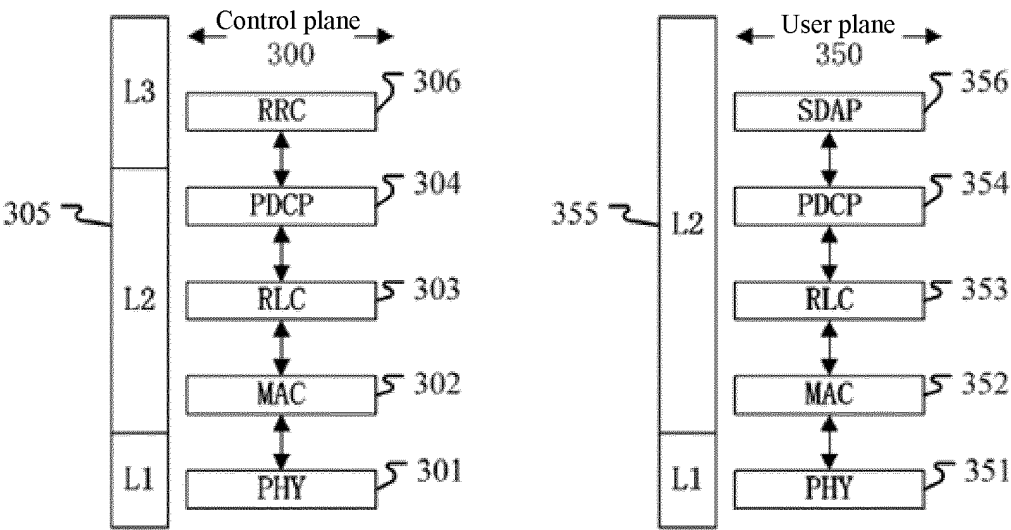 Control plane
300
L3
RRC
306
PDCP
304
305
L2
RLC
303
MAC
302
L1
PHY
301
User plane
350
SDAP
356
PDCP
354
355
L2
RLC
353
MAC
352
L1
PHY
351